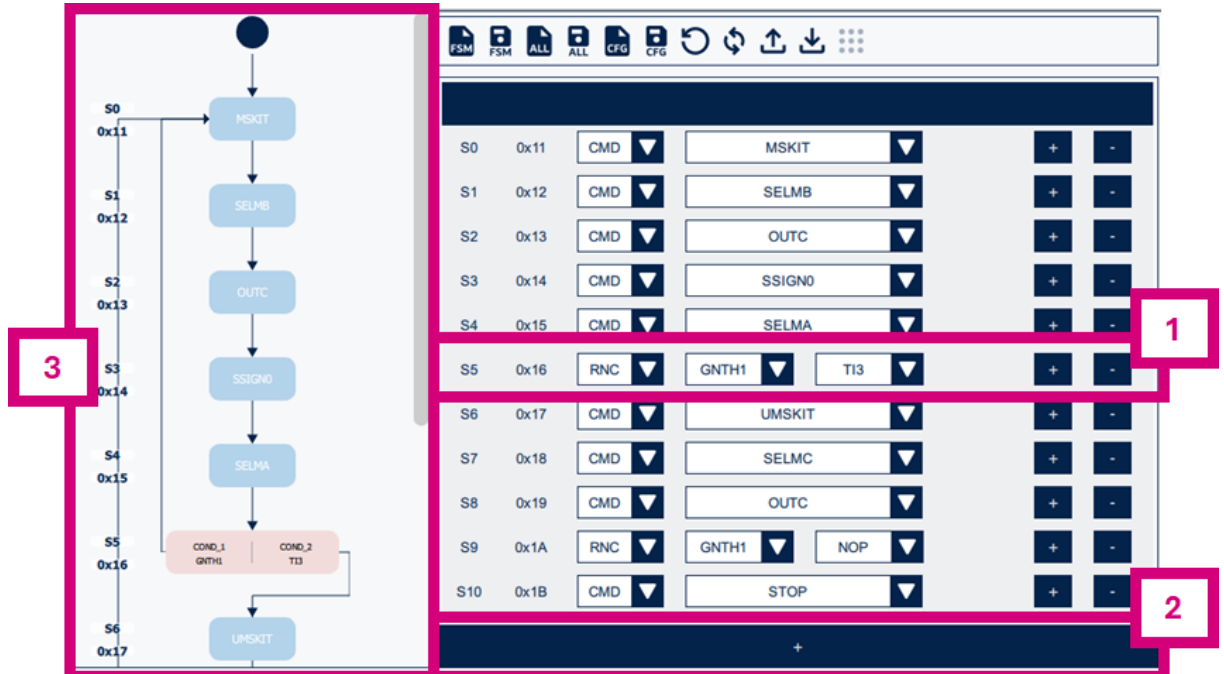 FSM FSM ALL ALL CFG CFG
S0
0x11
MSKIT
S1
0x12
SELMB
S2
0x13
OUTC
3
S3
0x14
SSIGN0
S4
0x15
SELMA
S5
0x16
COND_1 COND_2
GNTH1 TI3
S6
0x17
UMSKIT
S0 0x11 CMD MSKIT + -
S1 0x12 CMD SELMB + -
S2 0x13 CMD OUTC + -
S3 0x14 CMD SSIGN0 + -
S4 0x15 CMD SELMA + -
1
S5 0x16 RNC GNTH1 TI3 + -
S6 0x17 CMD UMSKIT + -
S7 0x18 CMD SELMC + -
S8 0x19 CMD OUTC + -
S9 0x1A RNC GNTH1 NOP + -
S10 0x1B CMD STOP + -
2
+